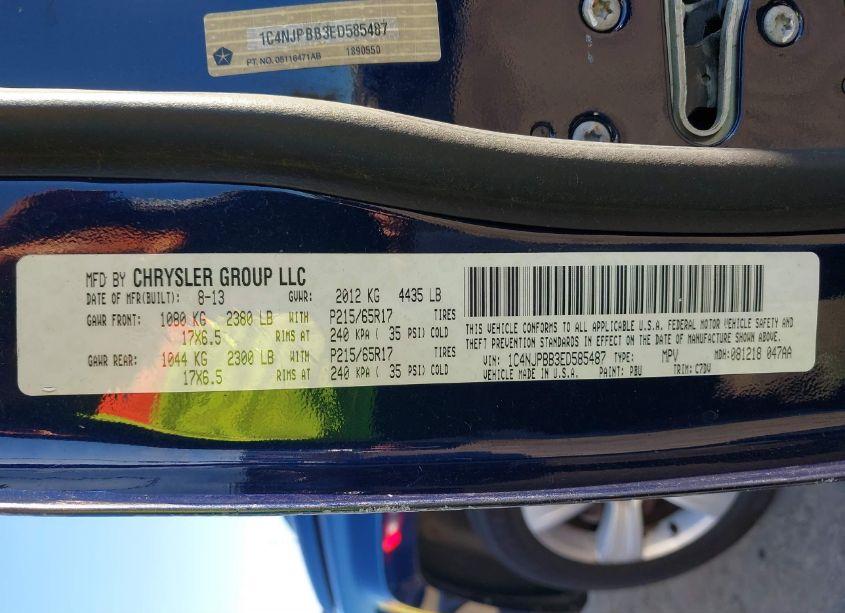 1C4NJPBB3ED585487
PT. NO. 05116471AB 1890550
MFD BY CHRYSLER GROUP LLC
DATE OF MFR(BUILT): 8-13 GVWR: 2012 KG 4435 LB
GAWR FRONT: 1080 KG 2380 LB WITH P215/65R17 TIRES
17X6.5 RIMS AT 240 KPA ( 35 PSI) COLD
GAWR REAR: 1044 KG 2300 LB WITH P215/65R17 TIRES
17X6.5 RIMS AT 240 KPA ( 35 PSI) COLD
THIS VEHICLE CONFORMS TO ALL APPLICABLE U.S.A. FEDERAL MOTOR VEHICLE SAFETY AND
THEFT PREVENTION STANDARDS IN EFFECT ON THE DATE OF MANUFACTURE SHOWN ABOVE.
VIN: 1C4NJPBB3ED585487 TYPE: MPV MDH:081218 047AA
VEHICLE MADE IN U.S.A. PAINT: PBU TRIM: C7DV